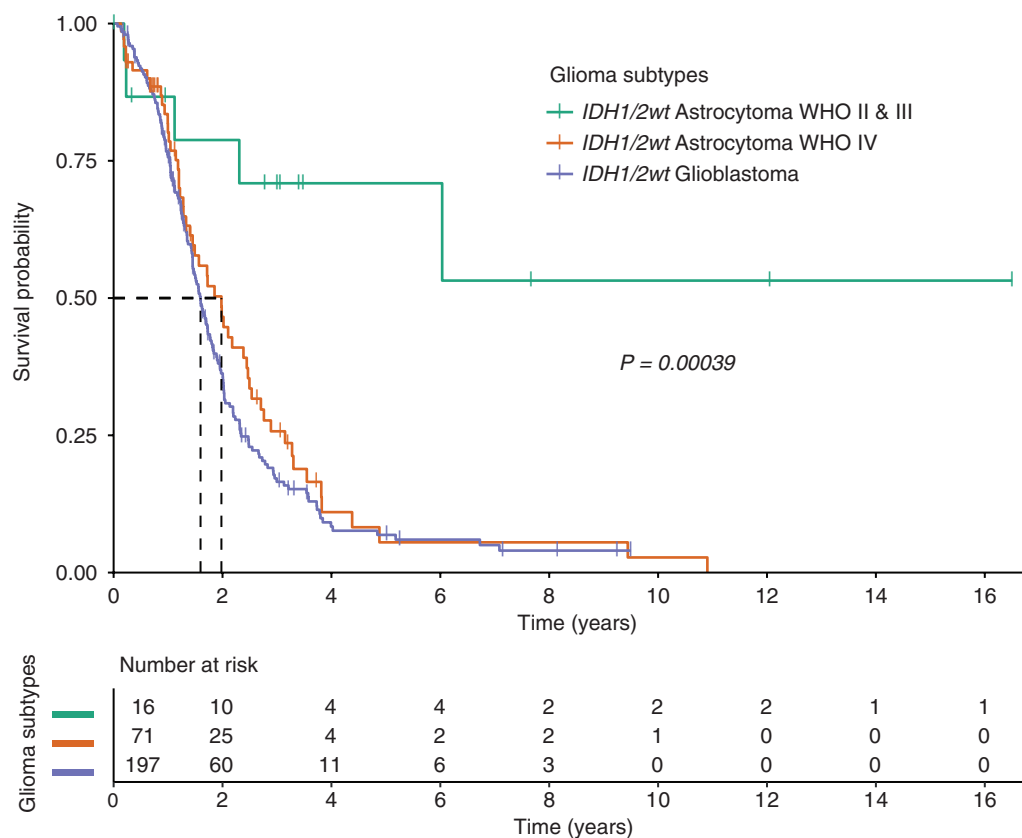 1.00
0.75
0.50
0.25
0.00
Survival probability
Glioma subtypes
IDH1/2wt Astrocytoma WHO II & III
IDH1/2wt Astrocytoma WHO IV
IDH1/2wt Glioblastoma
P = 0.00039
0 2 4 6 8 10 12 14 16
Time (years)
Number at risk
Glioma subtypes
16 10 4 4 2 2 2 1 1
71 25 4 2 2 1 0 0 0
197 60 11 6 3 0 0 0 0
0 2 4 6 8 10 12 14 16
Time (years)